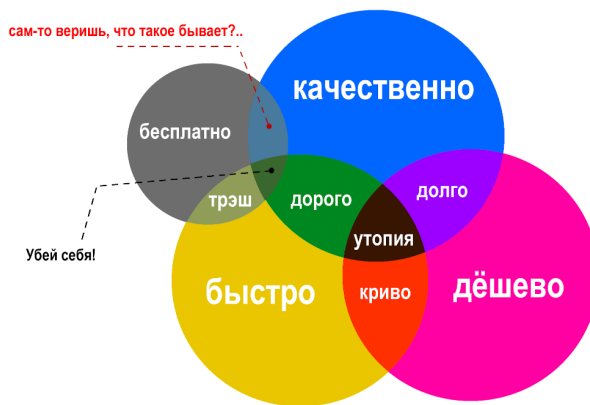 сам-то веришь, что такое бывает?..
качественно
бесплатно
трэш
дорого
долго
утопия
Убей себя!
быстро
криво
дёшево